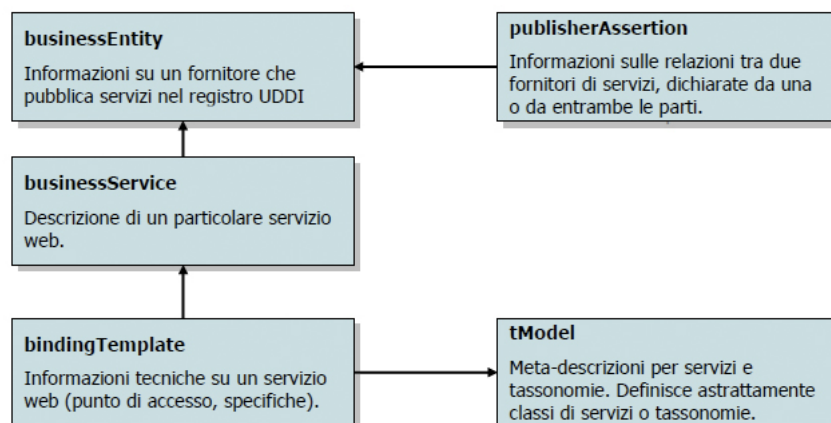 businessEntity
Informazioni su un fornitore che
pubblica servizi nel registro UDDI
publisherAssertion
Informazioni sulle relazioni tra due
fornitori di servizi, dichiarate da una
o da entrambe le parti.
businessService
Descrizione di un particolare servizio
web.
bindingTemplate
Informazioni tecniche su un servizio
web (punto di accesso, specifiche).
tModel
Meta-descrizioni per servizi e
tassonomie. Definisce astrattamente
classi di servizi o tassonomie.